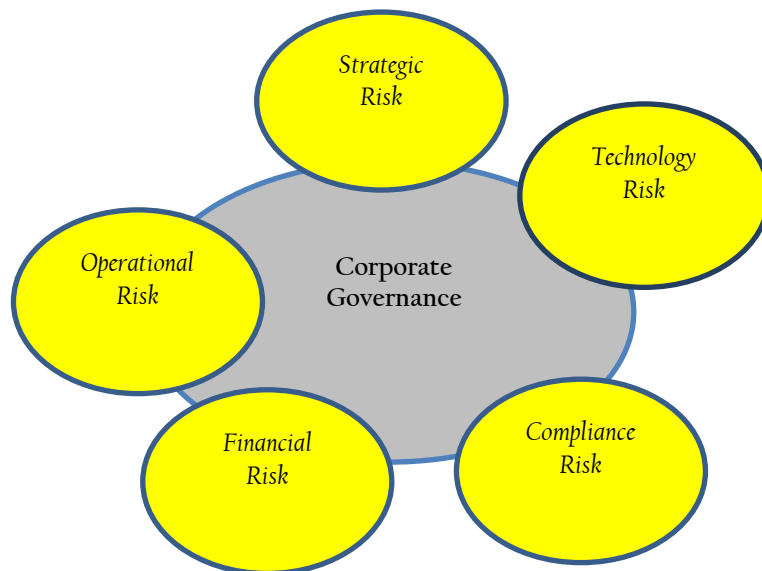 Strategic
Risk
Technology
Risk
Operational
Risk
Corporate
Governance
Financial
Risk
Compliance
Risk